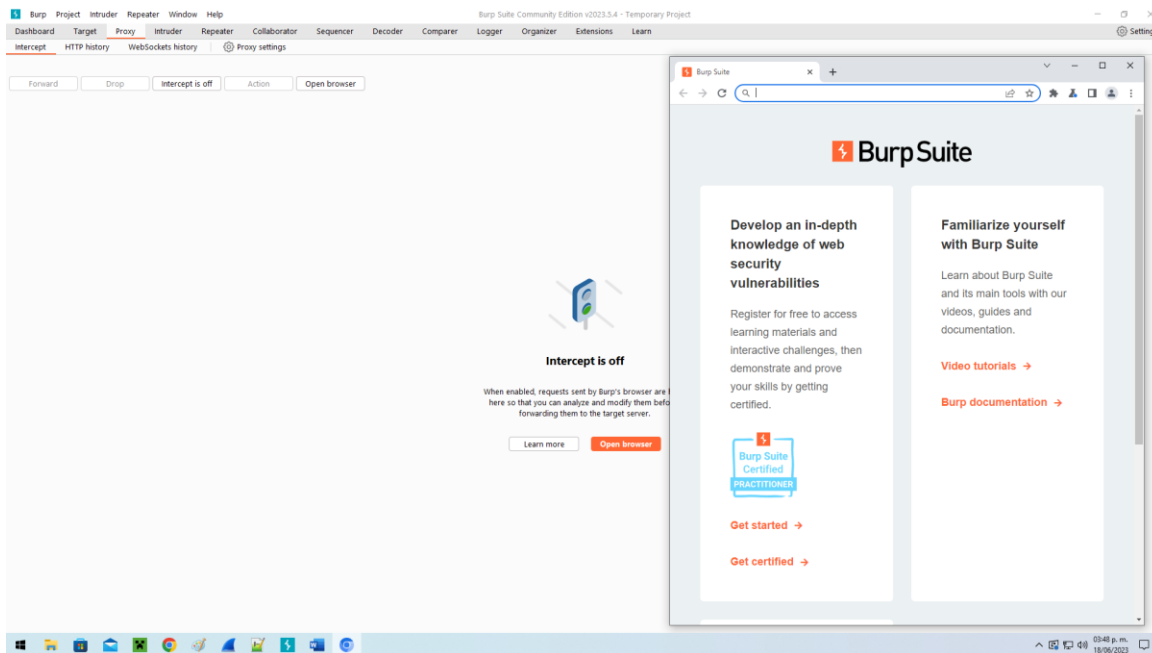 Burp Project Intruder Repeater Window Help
Burp Suite Community Edition v2023.5.4 - Temporary Project
Dashboard Target Proxy Intruder Repeater Collaborator Sequencer Decoder Comparer Logger Organizer Extensions Learn
Setting
Intercept HTTP history WebSockets history Proxy settings
Forward Drop Intercept is off Action Open browser
Intercept is off
When enabled, requests sent by Burp's browser are
here so that you can analyze and modify them befo
forwarding them to the target server.
Learn more Open browser
Burp Suite
Burp Suite
Develop an in-depth
knowledge of web
security
vulnerabilities
Register for free to access
learning materials and
interactive challenges, then
demonstrate and prove
your skills by getting
certified.
Burp Suite
Certified
PRACTITIONER
Get started →
Get certified →
Familiarize yourself
with Burp Suite
Learn about Burp Suite
and its main tools with our
videos, guides and
documentation.
Video tutorials →
Burp documentation →
03:48 p. m.
18/06/2023